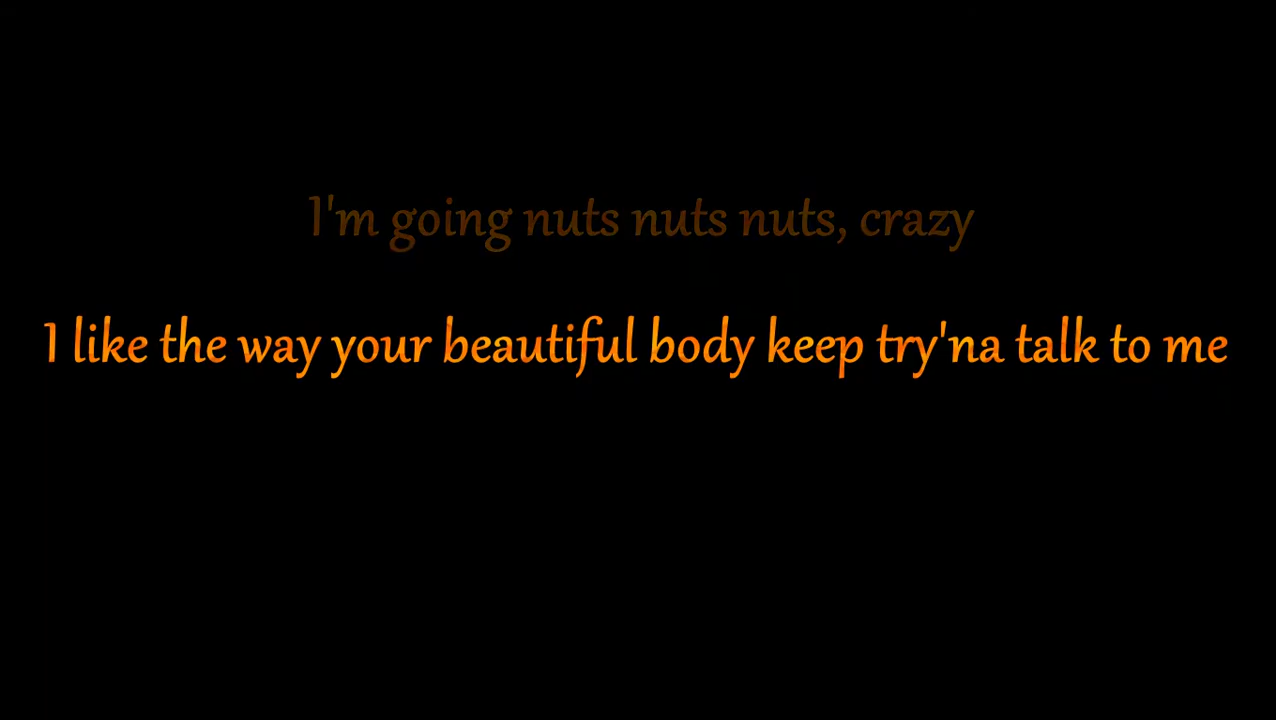 I'm going nuts nuts nuts, crazy
I like the way your beautiful body keep try'na talk to me